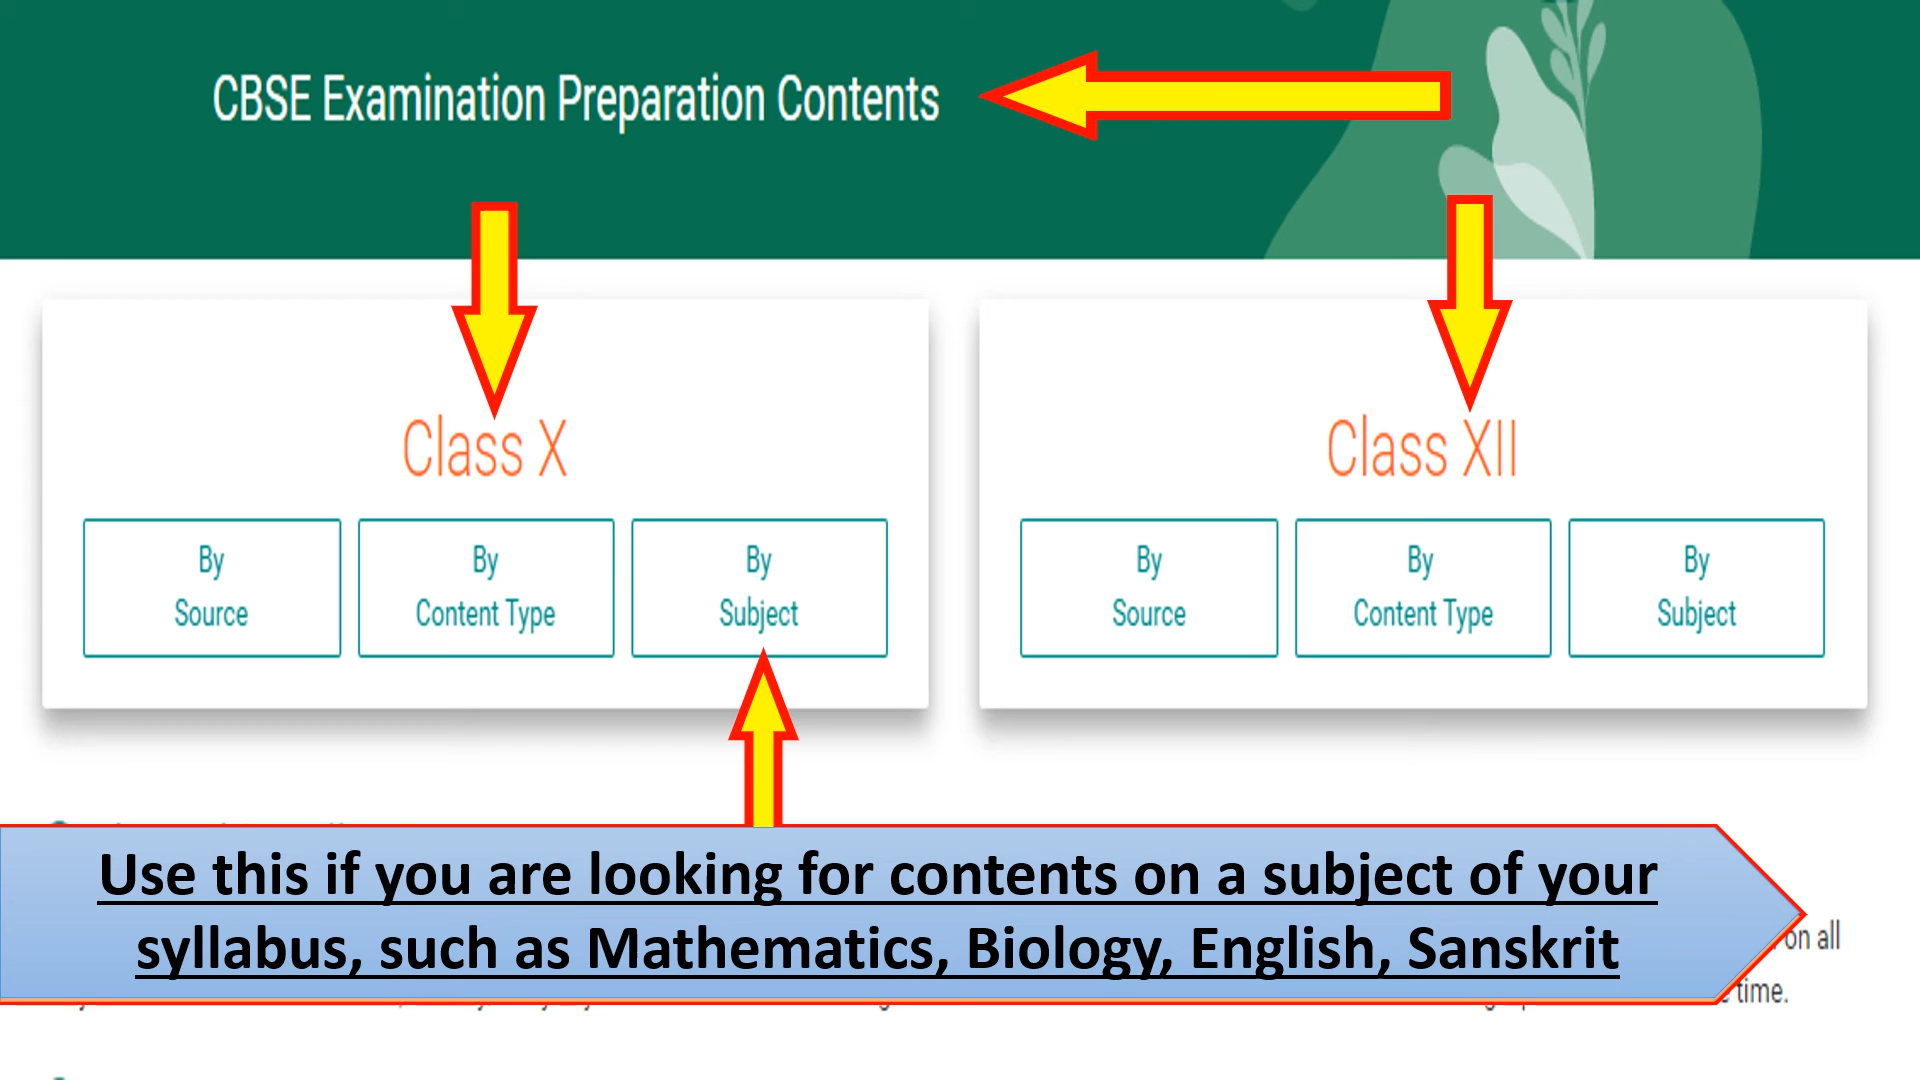 CBSE Examination Preparation Contents
Class X
Class XII
By
Source
By
Content Type
By
Subject
By
Source
By
Content Type
By
Subject
Use this if you are looking for contents on a subject of your
syllabus, such as Mathematics, Biology, English, Sanskrit
on all
time.